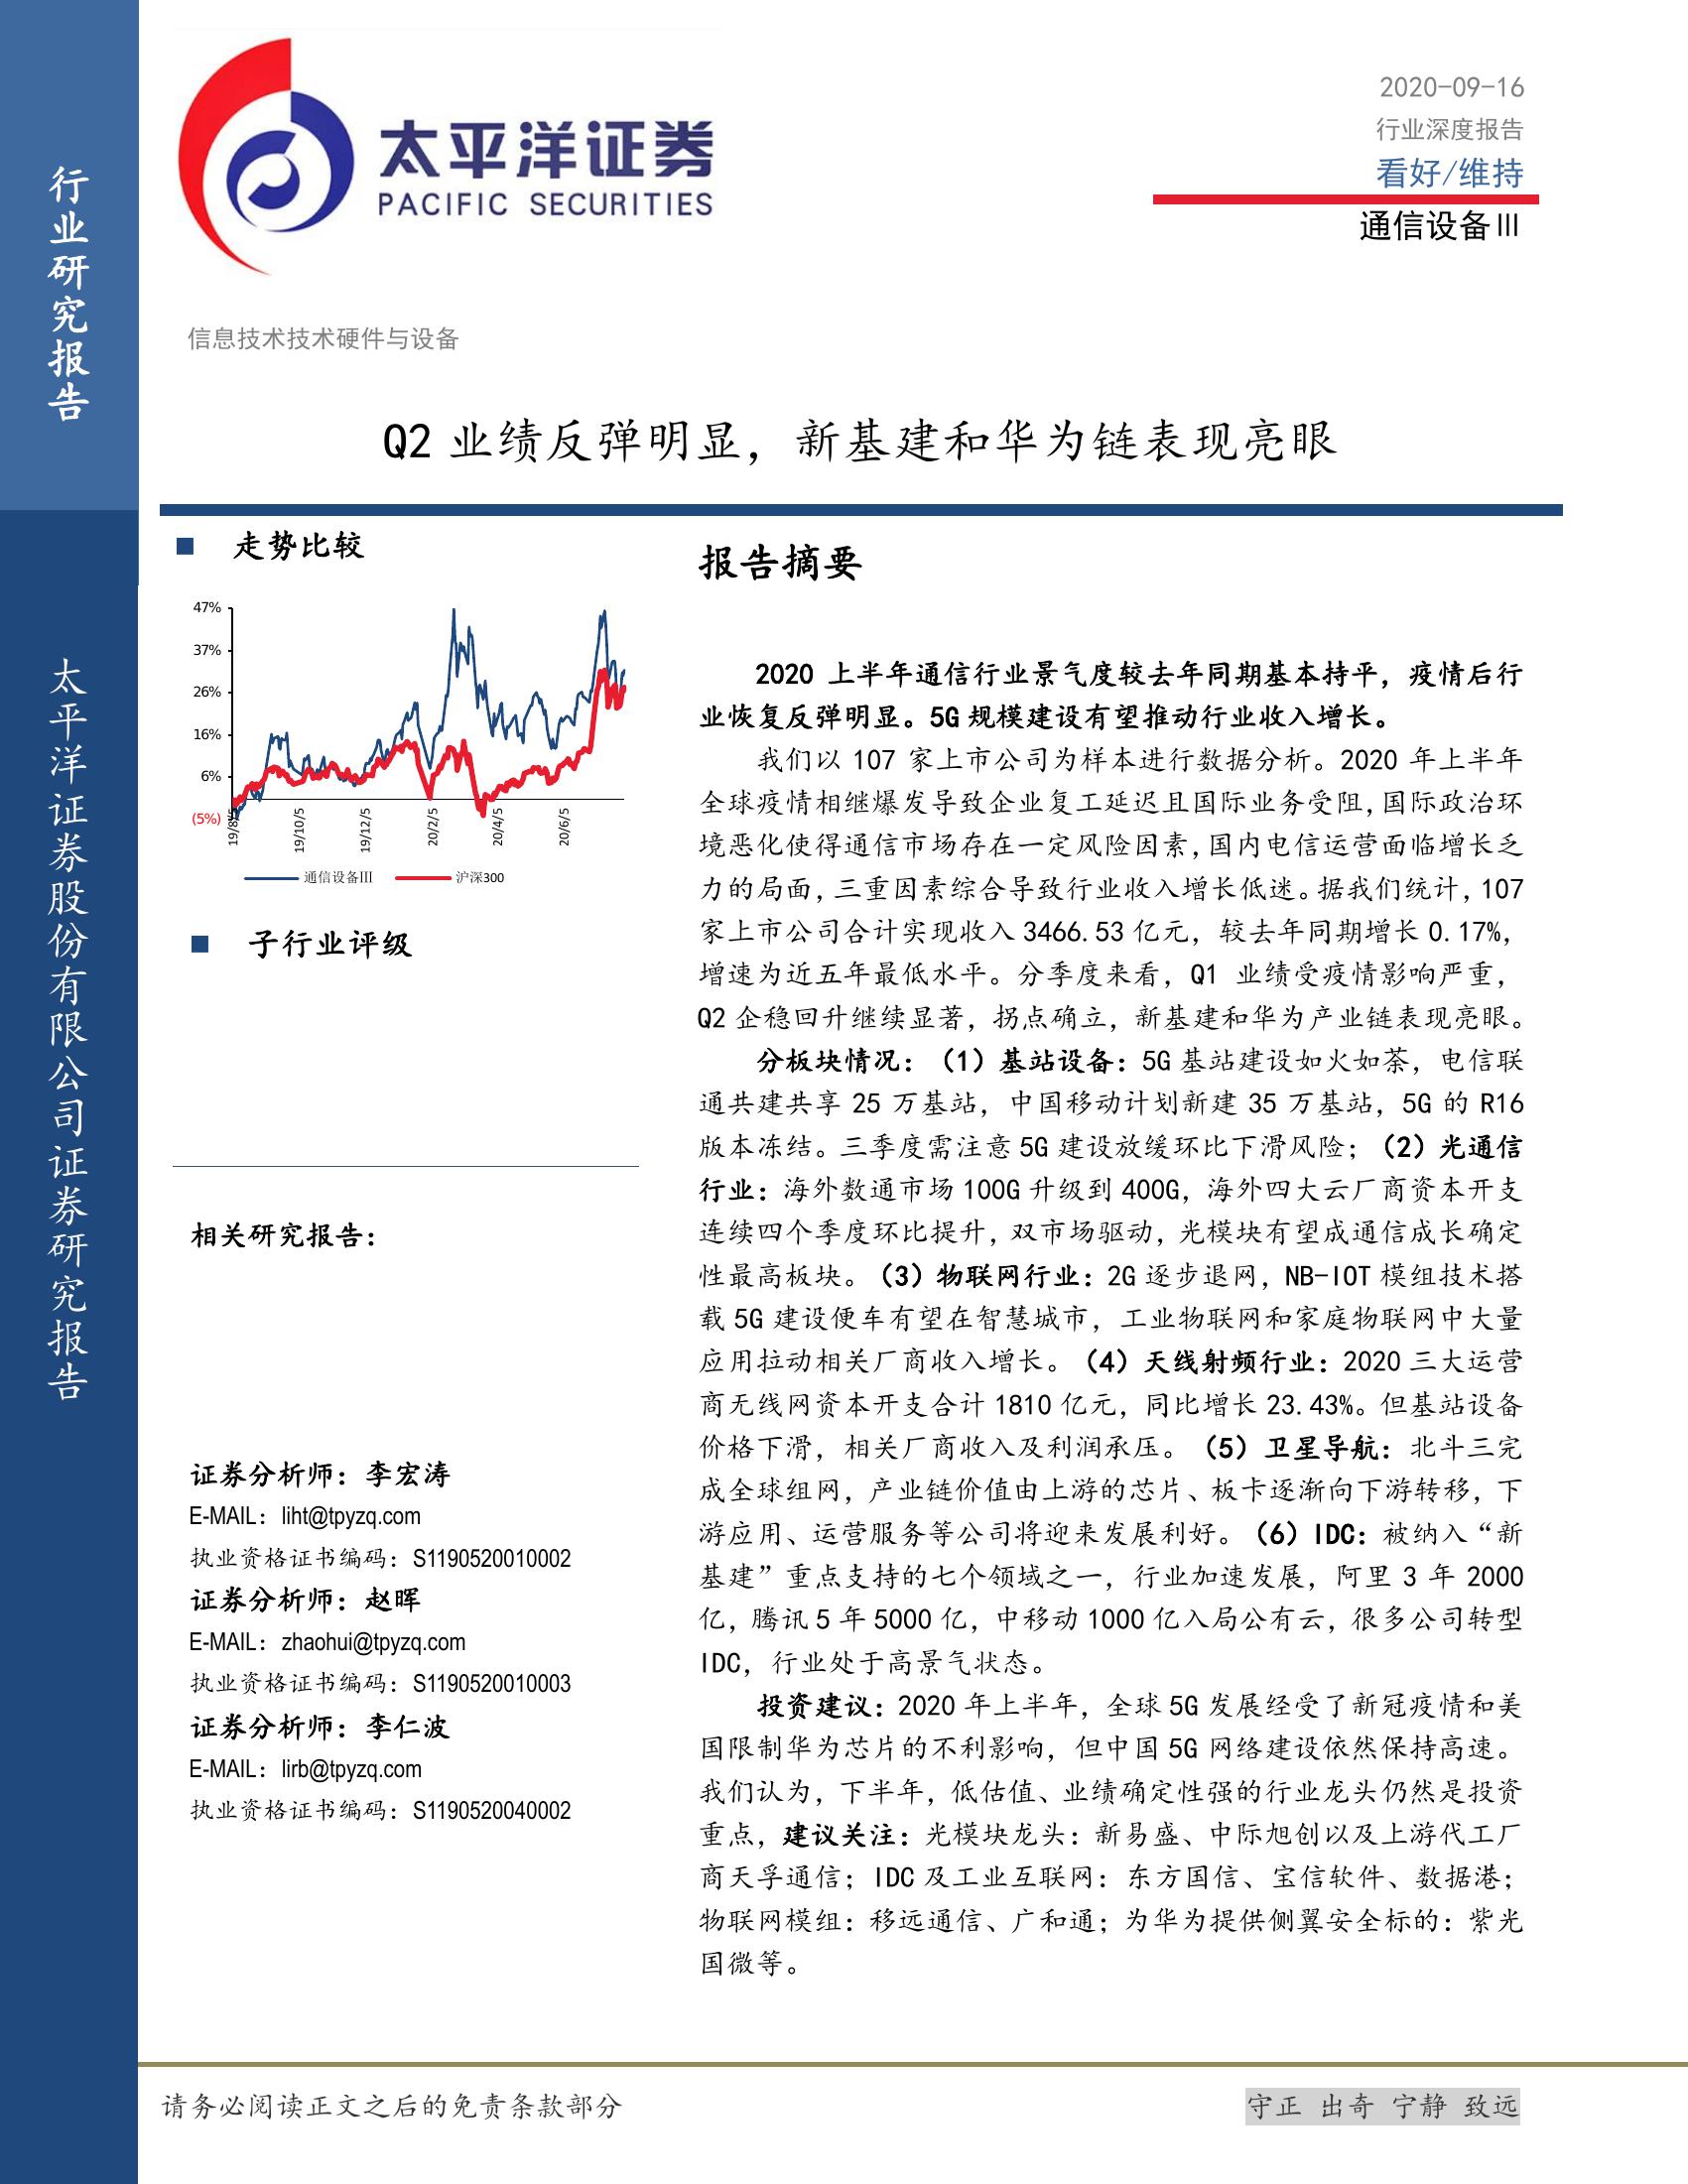 行业研究报告
太平洋证券股份有限公司证券研究报告
太平洋证券
PACIFIC SECURITIES
2020-09-16
行业深度报告
看好/维持
通信设备Ⅲ
信息技术技术硬件与设备
Q2 业绩反弹明显，新基建和华为链表现亮眼
■ 走势比较
47%
37%
26%
16%
6%
(5%)
19/8/5
19/10/5
19/12/5
20/2/5
20/4/5
20/6/5
通信设备Ⅲ 沪深300
■ 子行业评级
相关研究报告：
证券分析师：李宏涛
E-MAIL：liht@tpyzq.com
执业资格证书编码：S1190520010002
证券分析师：赵晖
E-MAIL：zhaohui@tpyzq.com
执业资格证书编码：S1190520010003
证券分析师：李仁波
E-MAIL：lirb@tpyzq.com
执业资格证书编码：S1190520040002
报告摘要
2020 上半年通信行业景气度较去年同期基本持平，疫情后行
业恢复反弹明显。5G 规模建设有望推动行业收入增长。
我们以 107 家上市公司为样本进行数据分析。2020 年上半年
全球疫情相继爆发导致企业复工延迟且国际业务受阻，国际政治环
境恶化使得通信市场存在一定风险因素，国内电信运营面临增长乏
力的局面，三重因素综合导致行业收入增长低迷。据我们统计，107
家上市公司合计实现收入 3466.53 亿元，较去年同期增长 0.17%，
增速为近五年最低水平。分季度来看，Q1 业绩受疫情影响严重，
Q2 企稳回升继续显著，拐点确立，新基建和华为产业链表现亮眼。
分板块情况：（1）基站设备：5G 基站建设如火如荼，电信联
通共建共享 25 万基站，中国移动计划新建 35 万基站，5G 的 R16
版本冻结。三季度需注意 5G 建设放缓环比下滑风险；（2）光通信
行业：海外数通市场 100G 升级到 400G，海外四大云厂商资本开支
连续四个季度环比提升，双市场驱动，光模块有望成通信成长确定
性最高板块。（3）物联网行业：2G 逐步退网，NB-IOT 模组技术搭
载 5G 建设便车有望在智慧城市，工业物联网和家庭物联网中大量
应用拉动相关厂商收入增长。（4）天线射频行业：2020 三大运营
商无线网资本开支合计 1810 亿元，同比增长 23.43%。但基站设备
价格下滑，相关厂商收入及利润承压。（5）卫星导航：北斗三完
成全球组网，产业链价值由上游的芯片、板卡逐渐向下游转移，下
游应用、运营服务等公司将迎来发展利好。（6）IDC：被纳入“新
基建”重点支持的七个领域之一，行业加速发展，阿里 3 年 2000
亿，腾讯 5 年 5000 亿，中移动 1000 亿入局公有云，很多公司转型
IDC，行业处于高景气状态。
投资建议：2020 年上半年，全球 5G 发展经受了新冠疫情和美
国限制华为芯片的不利影响，但中国 5G 网络建设依然保持高速。
我们认为，下半年，低估值、业绩确定性强的行业龙头仍然是投资
重点，建议关注：光模块龙头：新易盛、中际旭创以及上游代工厂
商天孚通信；IDC 及工业互联网：东方国信、宝信软件、数据港；
物联网模组：移远通信、广和通；为华为提供侧翼安全标的：紫光
国微等。
请务必阅读正文之后的免责条款部分
守正 出奇 宁静 致远